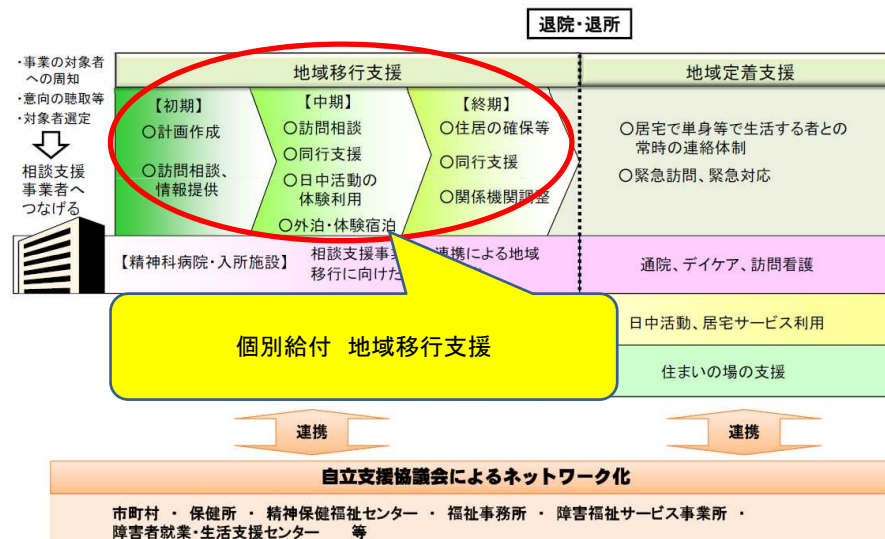 退院・退所
・事業の対象者
への周知
・意向の聴取等
・対象者選定
相談支援
事業者へ
つなげる
地域移行支援
【初期】
○計画作成
○訪問相談、
情報提供
【中期】
○訪問相談
○同行支援
○日中活動の
体験利用
○外泊・体験宿泊
【終期】
○住居の確保等
○同行支援
○関係機関調整
地域定着支援
○居宅で単身等で生活する者との
常時の連絡体制
○緊急訪問、緊急対応
【精神科病院・入所施設】
相談支援事 連携による地域
移行に向けた
個別給付 地域移行支援
通院、デイケア、訪問看護
日中活動、居宅サービス利用
住まいの場の支援
連携
連携
自立支援協議会によるネットワーク化
市町村 ・ 保健所 ・ 精神保健福祉センター ・ 福祉事務所 ・ 障害福祉サービス事業所 ・
障害者就業・生活支援センター 等